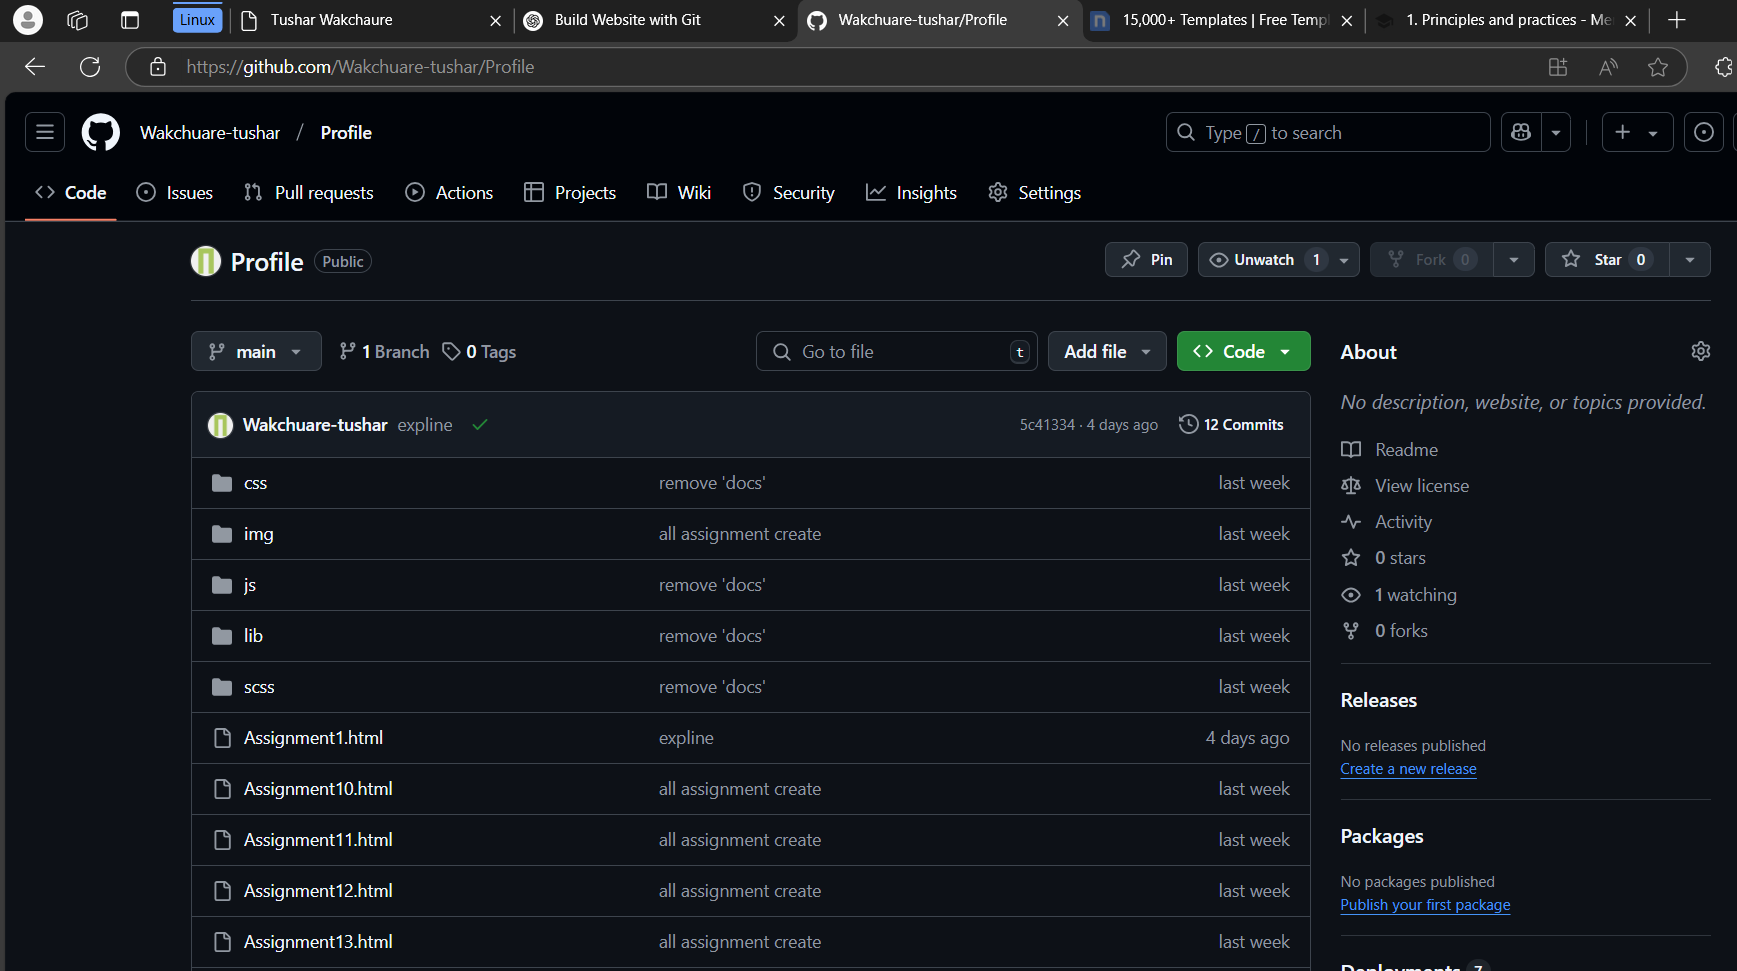 Linux
Tushar Wakchaure
Build Website with Git
Wakchuare-tushar/Profile
15,000+ Templates | Free Templ
1. Principles and practices - Me
https://github.com/Wakchuare-tushar/Profile
Wakchuare-tushar / Profile
Type / to search
Code
Issues
Pull requests
Actions
Projects
Wiki
Security
Insights
Settings
Profile Public
Pin
Unwatch 1
Fork 0
Star 0
main
1 Branch
0 Tags
Go to file t
Add file
Code
Wakchuare-tushar expline
5c41334 · 4 days ago
12 Commits
css remove 'docs' last week
img all assignment create last week
js remove 'docs' last week
lib remove 'docs' last week
scss remove 'docs' last week
Assignment1.html expline 4 days ago
Assignment10.html all assignment create last week
Assignment11.html all assignment create last week
Assignment12.html all assignment create last week
Assignment13.html all assignment create last week
About
No description, website, or topics provided.
Readme
View license
Activity
0 stars
1 watching
0 forks
Releases
No releases published
Create a new release
Packages
No packages published
Publish your first package
Deployments 7